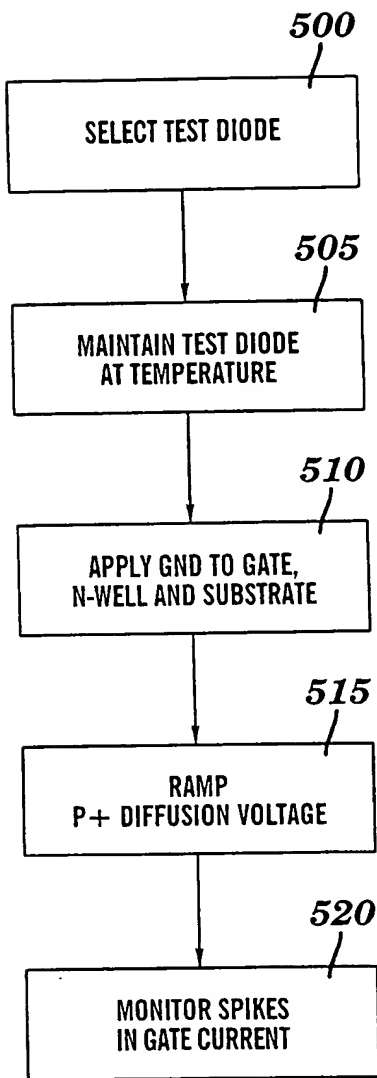 500
SELECT TEST DIODE
505
MAINTAIN TEST DIODE
AT TEMPERATURE
510
APPLY GND TO GATE,
N-WELL AND SUBSTRATE
515
RAMP
P+ DIFFUSION VOLTAGE
520
MONITOR SPIKES
IN GATE CURRENT